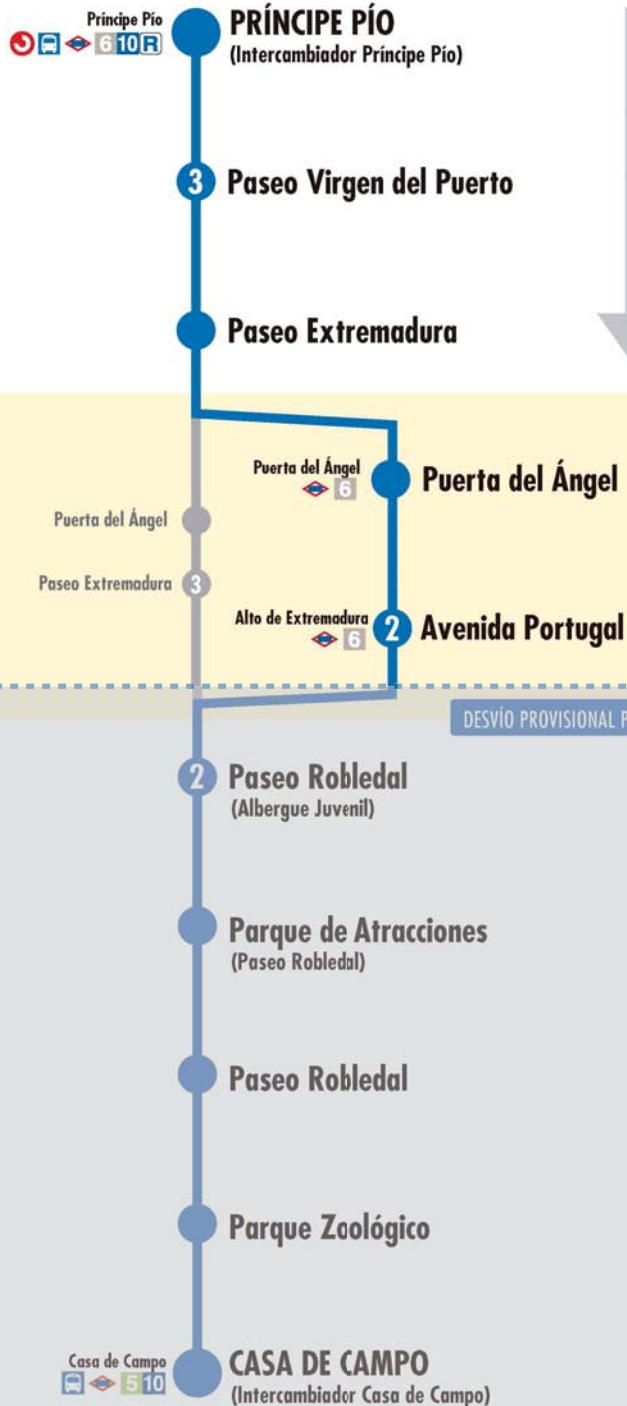 Príncipe Pío
6 10 R
PRÍNCIPE PÍO
(Intercambiador Príncipe Pío)
3 Paseo Virgen del Puerto
Paseo Extremadura
Puerta del Ángel
6
Puerta del Ángel
Puerta del Ángel
Paseo Extremadura 3
Alto de Extremadura
6
2 Avenida Portugal
DESVÍO PROVISIONAL
2 Paseo Robledal
(Albergue Juvenil)
Parque de Atracciones
(Paseo Robledal)
Paseo Robledal
Parque Zoológico
Casa de Campo
5 10
CASA DE CAMPO
(Intercambiador Casa de Campo)